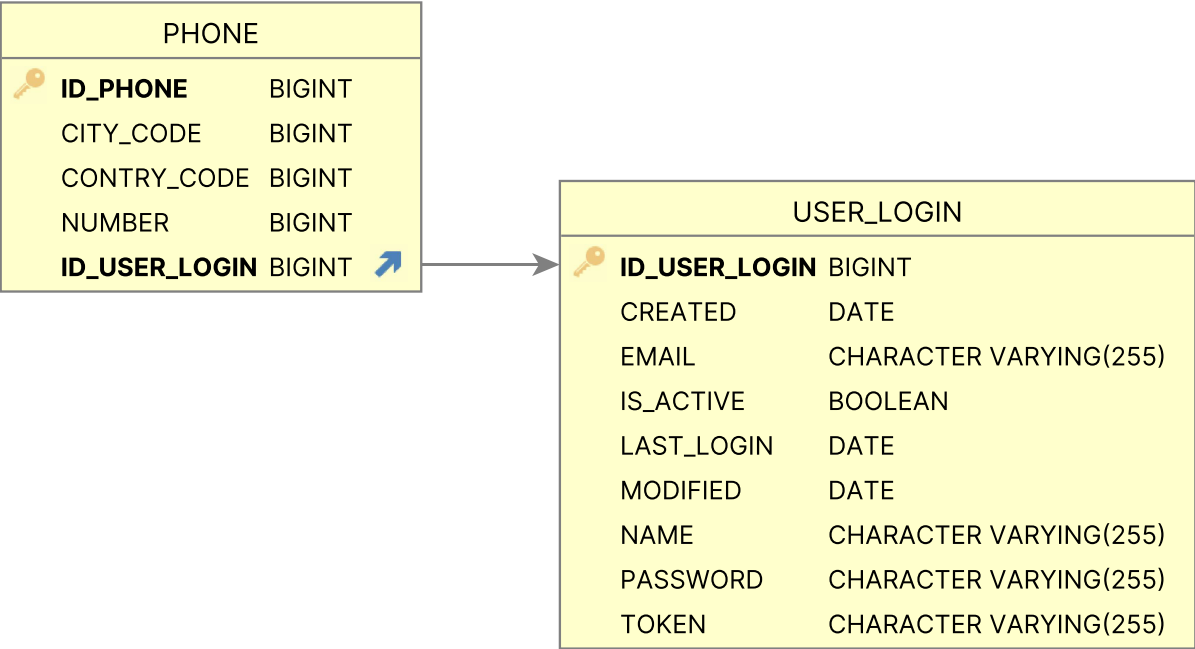 PHONE
ID_PHONE BIGINT
CITY_CODE BIGINT
CONTRY_CODE BIGINT
NUMBER BIGINT
ID_USER_LOGIN BIGINT
USER_LOGIN
ID_USER_LOGIN BIGINT
CREATED DATE
EMAIL CHARACTER VARYING(255)
IS_ACTIVE BOOLEAN
LAST_LOGIN DATE
MODIFIED DATE
NAME CHARACTER VARYING(255)
PASSWORD CHARACTER VARYING(255)
TOKEN CHARACTER VARYING(255)